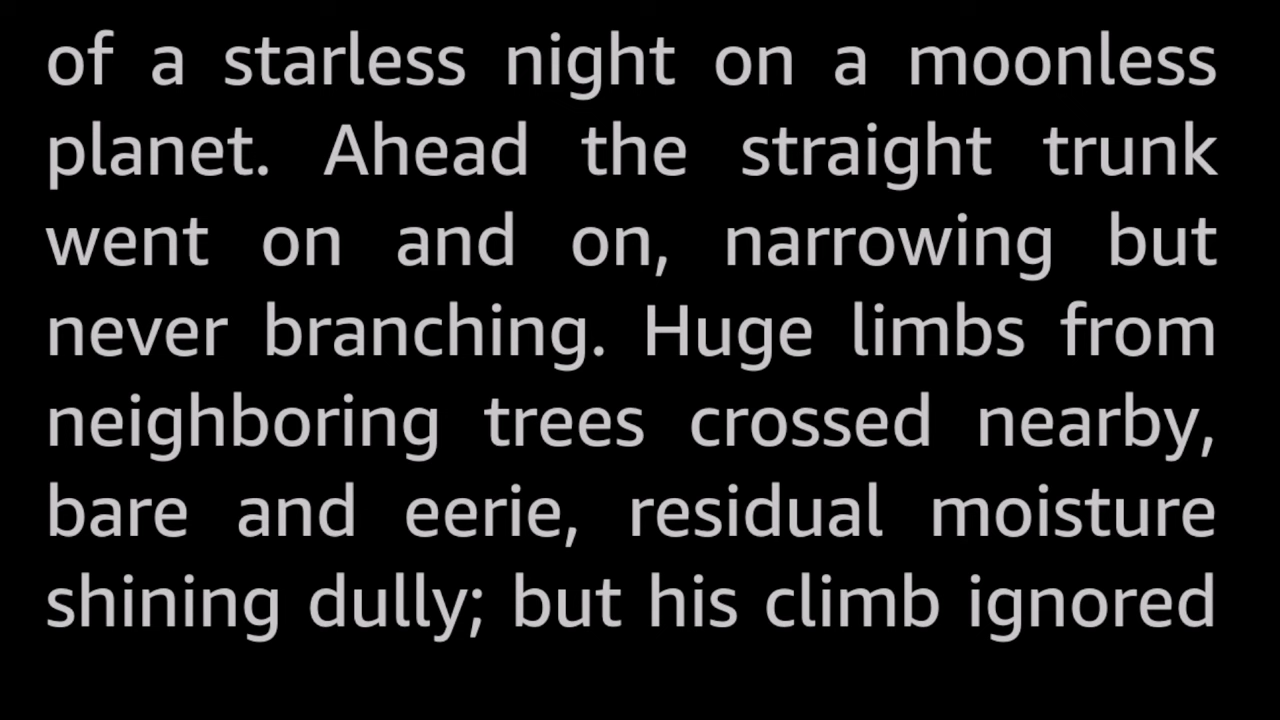 of a starless night on a moonless
planet. Ahead the straight trunk
went on and on, narrowing but
never branching. Huge limbs from
neighboring trees crossed nearby,
bare and eerie, residual moisture
shining dully; but his climb ignored